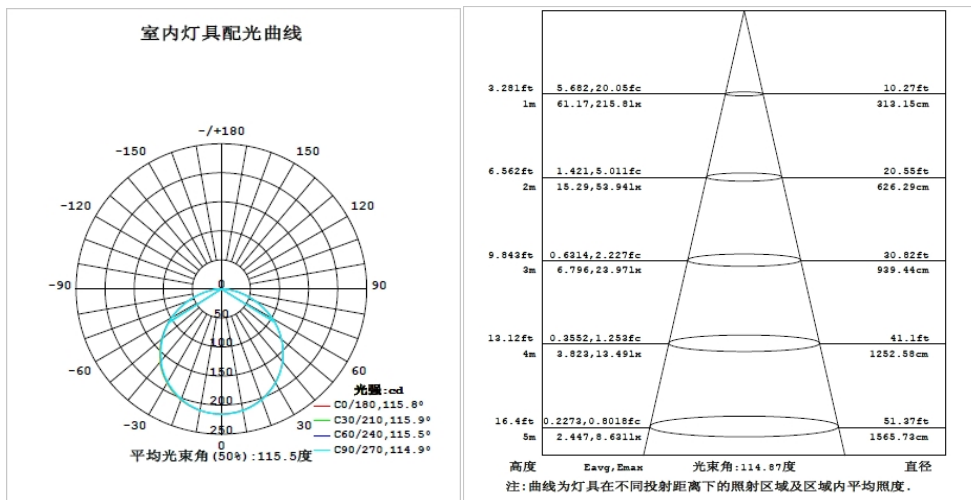 室内灯具配光曲线
-/+180
-150
150
-120
120
-90
0
90
50
100
-60
60
150
200
-30
30
250
光强:cd
C0/180,115.8°
C30/210,115.9°
C60/240,115.5°
C90/270,114.9°
平均光束角(50%):115.5度
3.281ft 5.682,20.05fc 10.27ft
1m 61.17,215.8lx 313.15cm
6.562ft 1.421,5.011fc 20.55ft
2m 15.29,53.94lx 626.29cm
9.843ft 0.6314,2.227fc 30.82ft
3m 6.796,23.97lx 939.44cm
13.12ft 0.3552,1.253fc 41.1ft
4m 3.823,13.49lx 1252.58cm
16.4ft 0.2273,0.8018fc 51.37ft
5m 2.447,8.631lx 1565.73cm
高度 Eavg,Emax 光束角:114.87度 直径
注:曲线为灯具在不同投射距离下的照射区域及区域内平均照度.